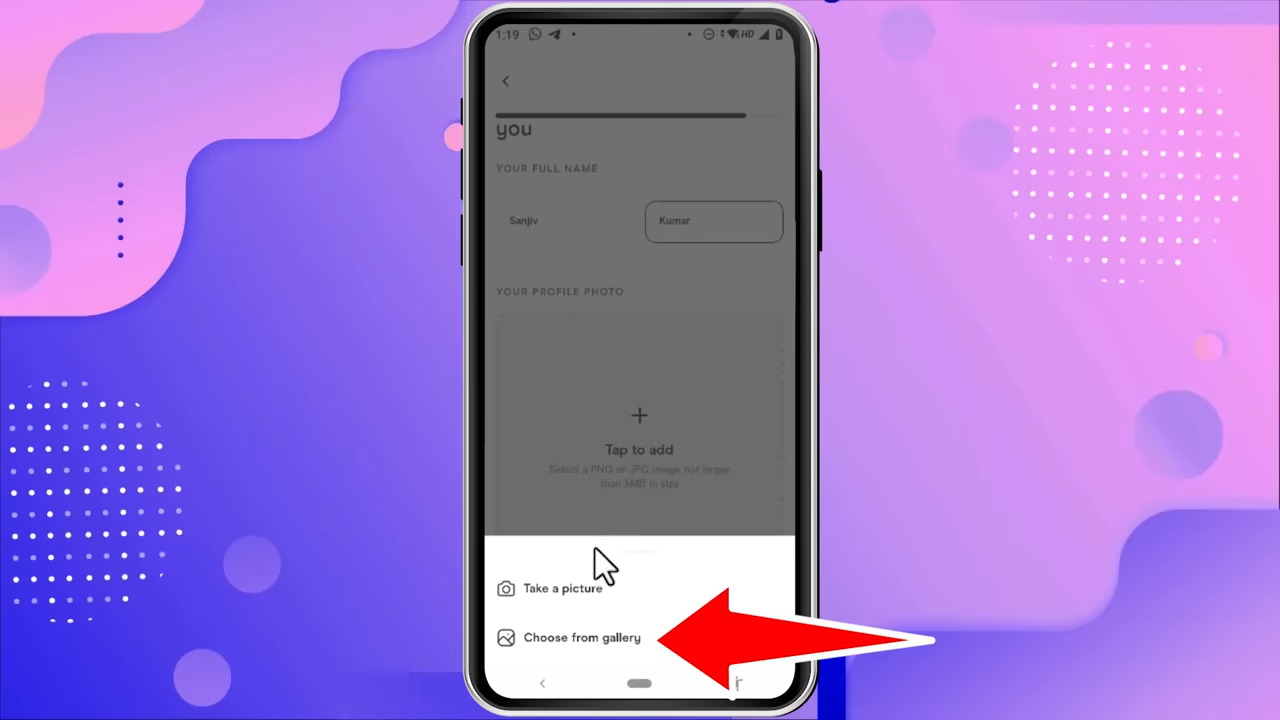 1:19
HD
you
YOUR FULL NAME
Sanjiv Kumar
YOUR PROFILE PHOTO
Tap to add
Select a PNG or JPG image not larger
than 5MB in size
Take a picture
Choose from gallery